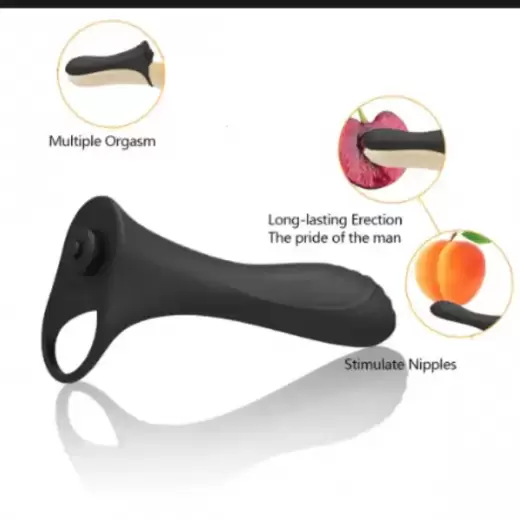 Multiple Orgasm
Long-lasting Erection
The pride of the man
Stimulate Nipples